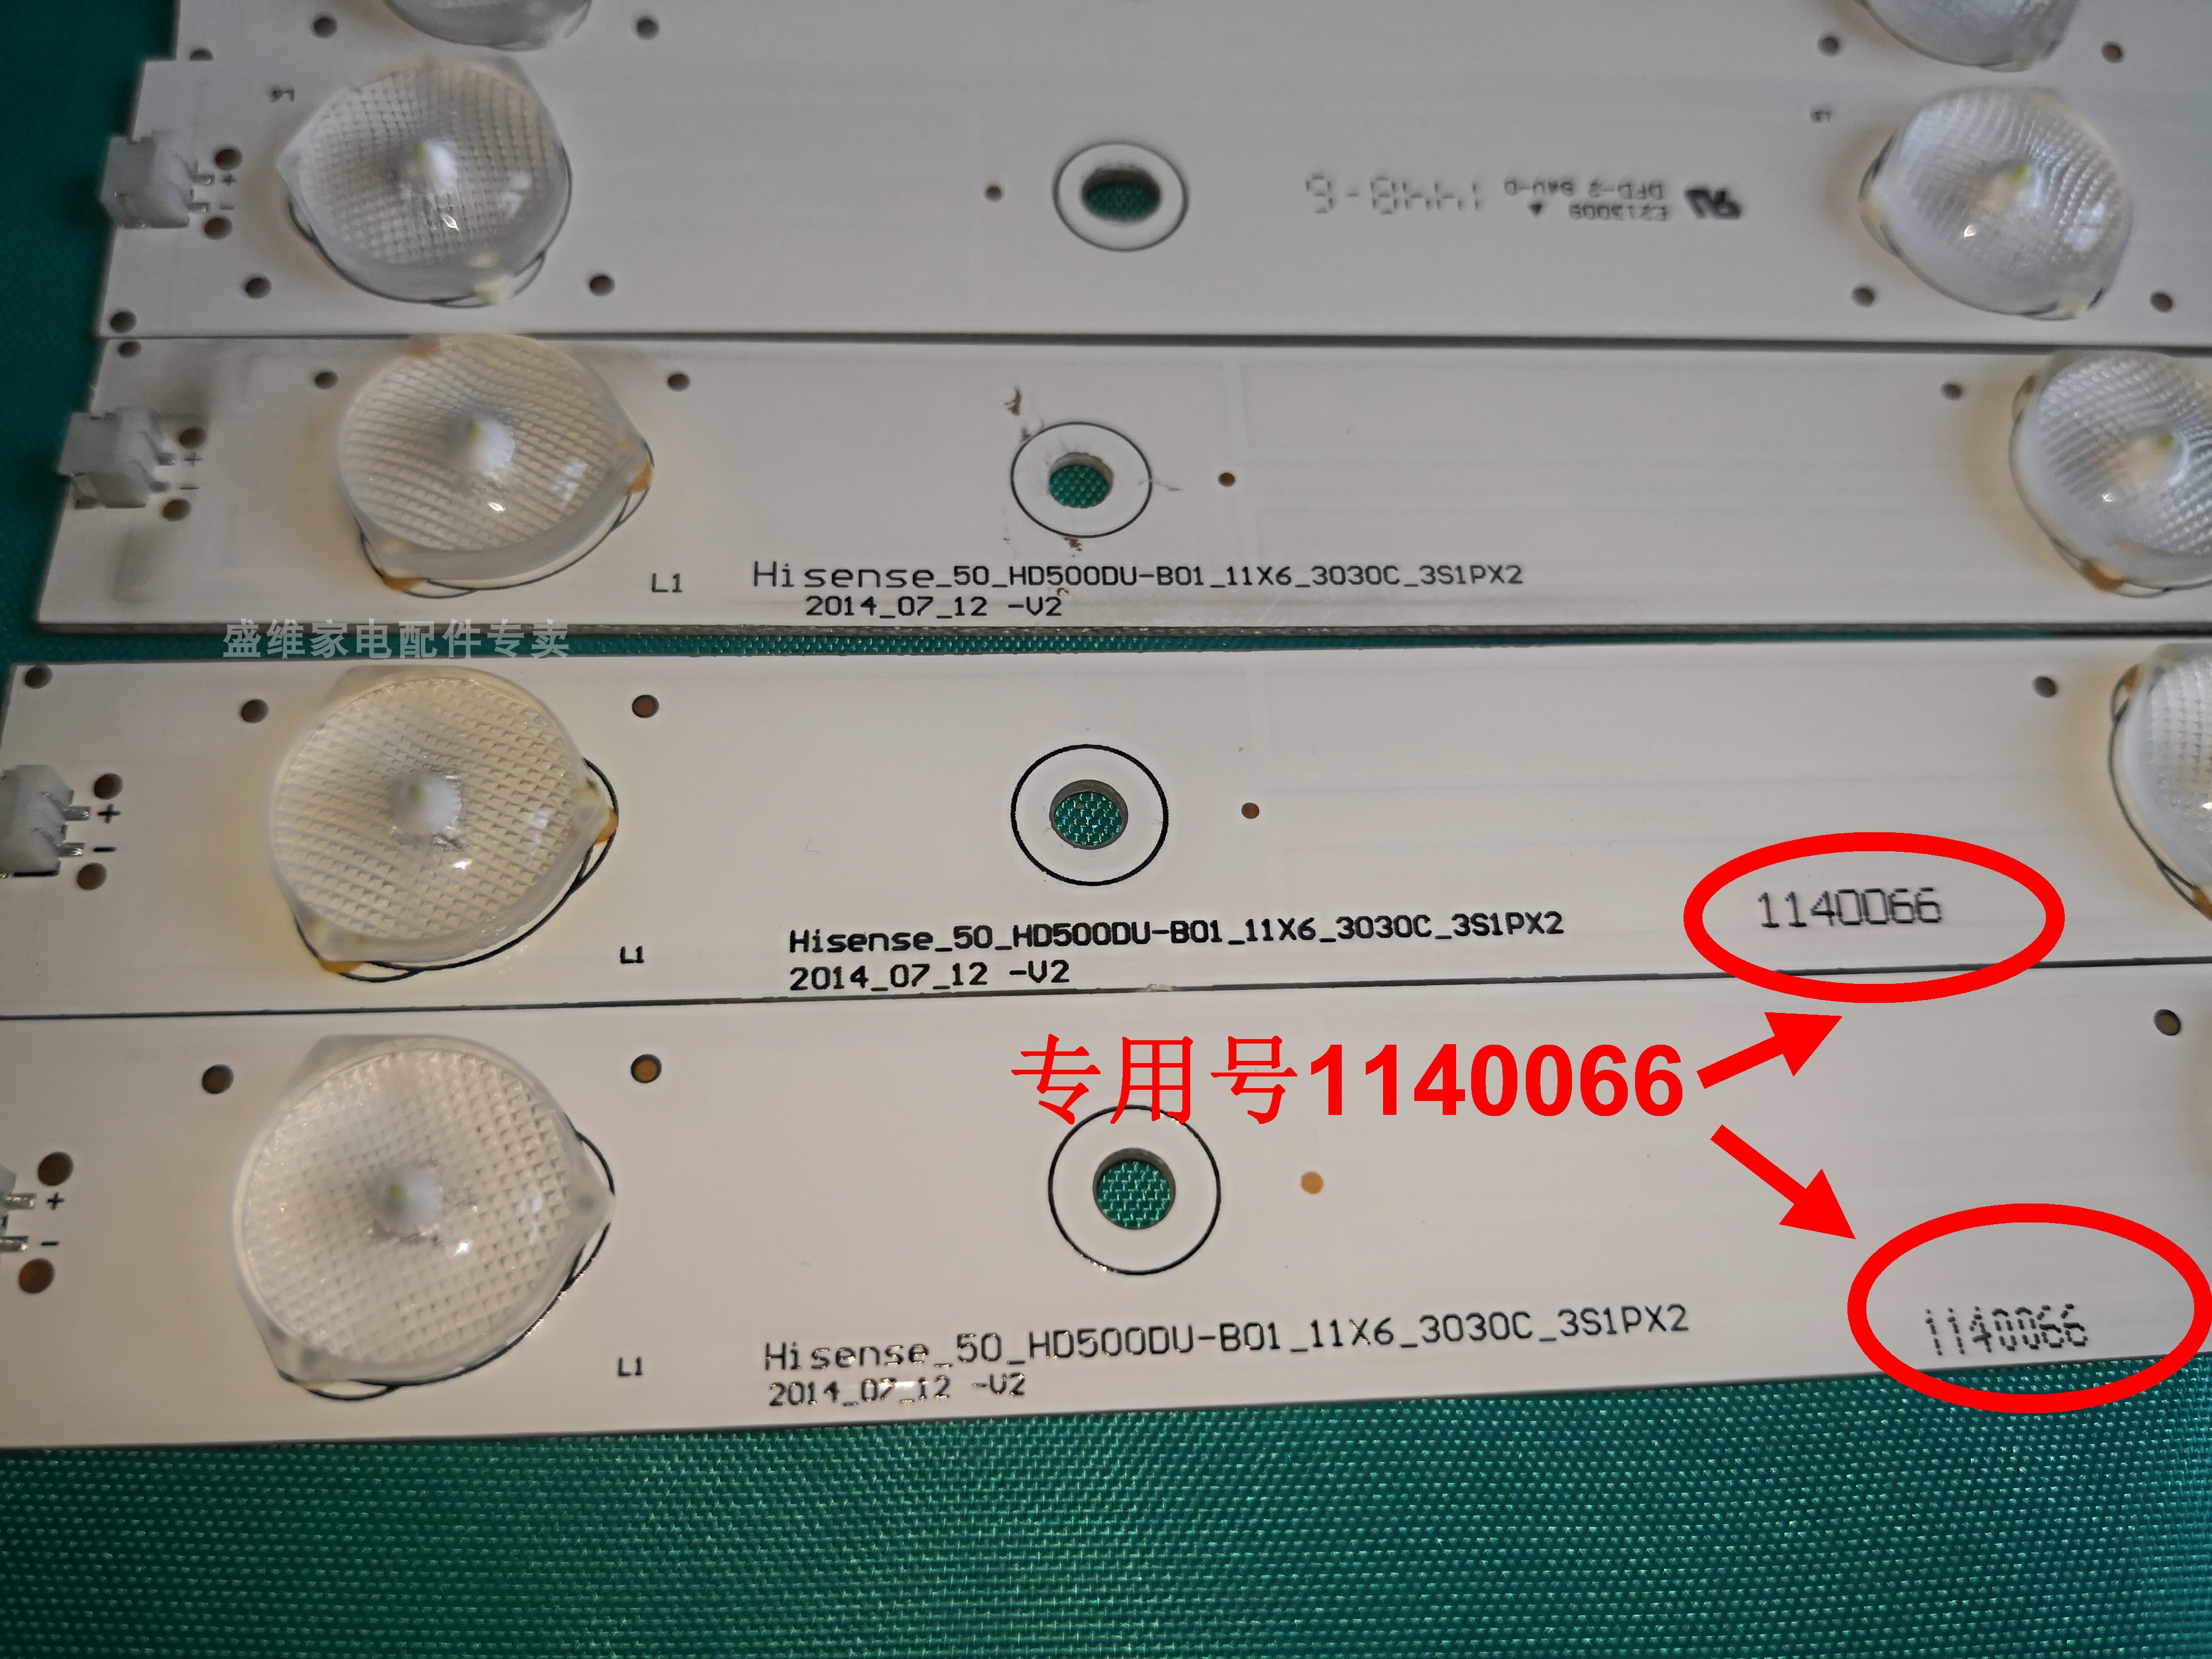 L1
Hisense_50_HD500DU-B01_11X6_3030C_3S1PX2
2014_07_12 -V2
盛维家电配件专卖
+
-
L1
Hisense_50_HD500DU-B01_11X6_3030C_3S1PX2
2014_07_12 -V2
1140066
专用号1140066
+
-
L1
Hisense_50_HD500DU-B01_11X6_3030C_3S1PX2
2014_07_12 -V2
1140066